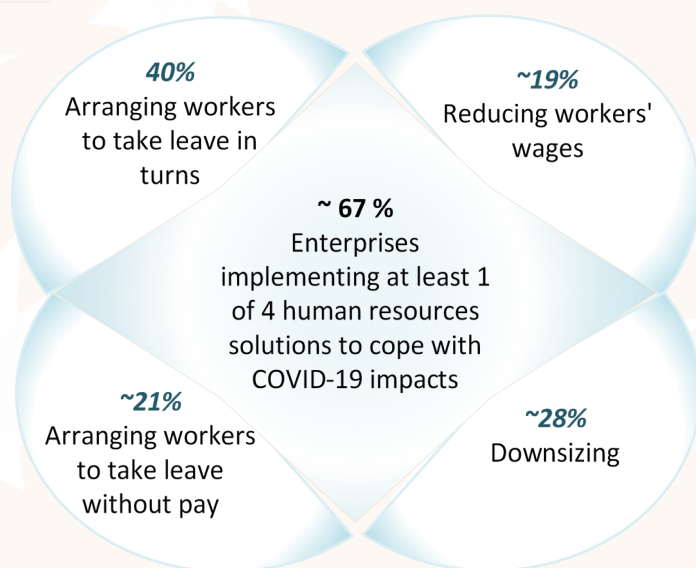 40%
Arranging workers
to take leave in
turns
~19%
Reducing workers'
wages
~ 67 %
Enterprises
implementing at least 1
of 4 human resources
solutions to cope with
COVID-19 impacts
~21%
Arranging workers
to take leave
without pay
~28%
Downsizing